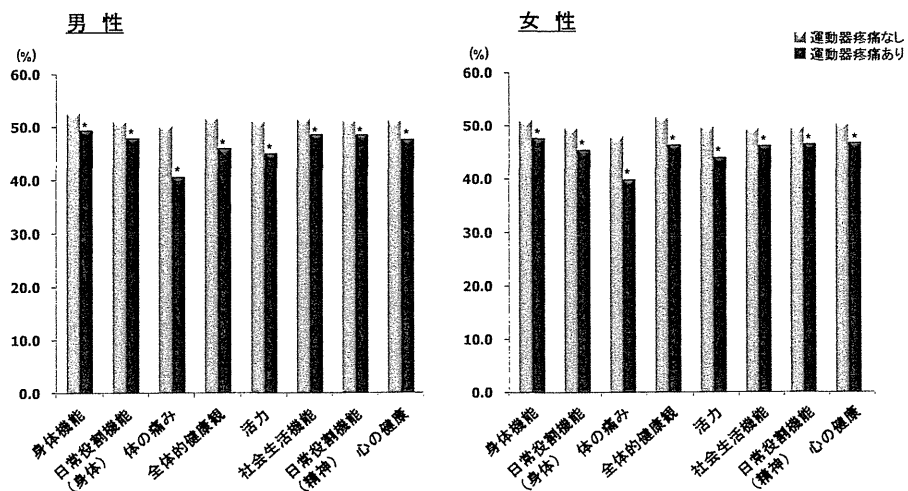 男 性
女 性
運動器疼痛なし
運動器疼痛あり
(%)
60.0
50.0
40.0
30.0
20.0
10.0
0.0
*
*
*
*
*
*
*
*
身体機能
日常役割機能
(身体)
体の痛み
全体的健康観
活力
社会生活機能
日常役割機能
(精神)
心の健康
(%)
60.0
50.0
40.0
30.0
20.0
10.0
0.0
*
*
*
*
*
*
*
*
身体機能
日常役割機能
(身体)
体の痛み
全体的健康観
活力
社会生活機能
日常役割機能
(精神)
心の健康